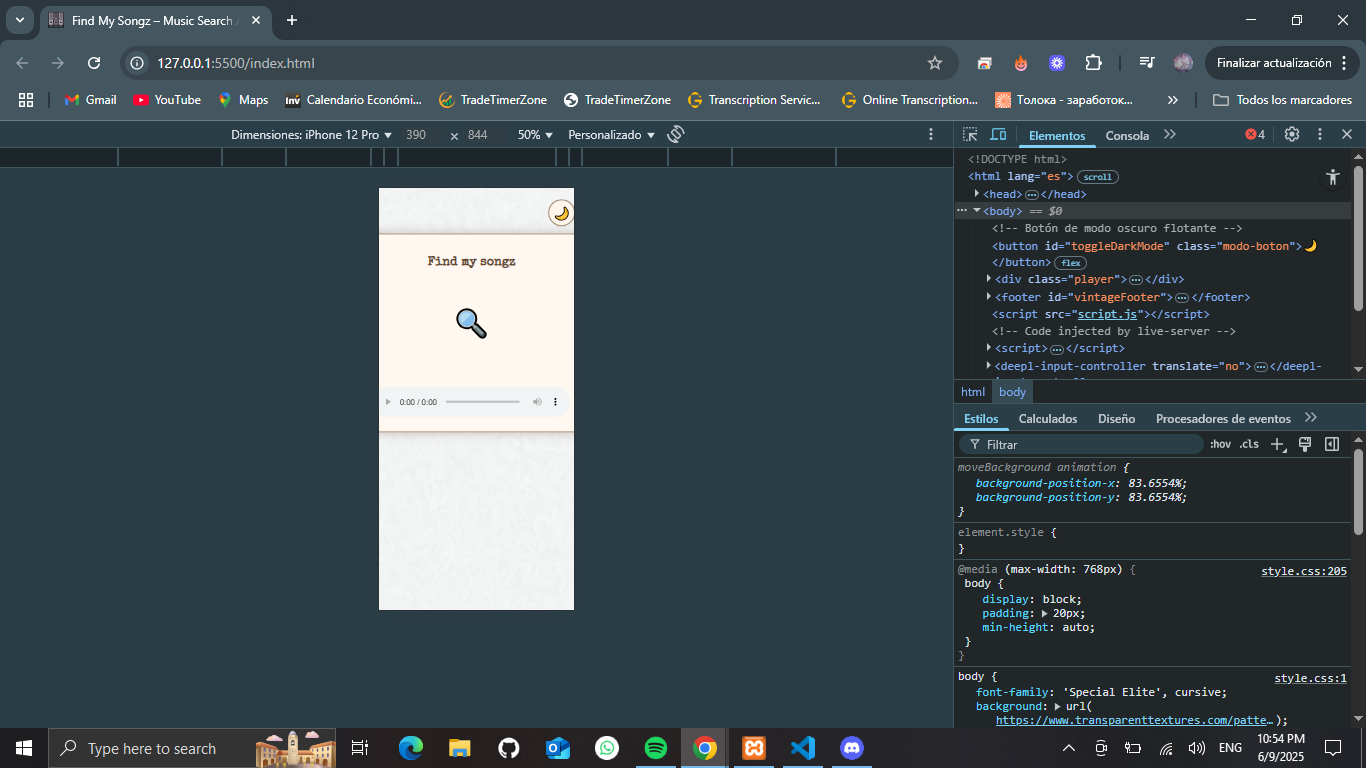 Find My Songz – Music Search
127.0.0.1:5500/index.html
Finalizar actualización
Gmail
YouTube
Maps
Calendario Económi...
TradeTimerZone
TradeTimerZone
Transcription Servic...
Online Transcription...
Толока - заработок...
Todos los marcadores
Dimensiones: iPhone 12 Pro
390 × 844
50%
Personalizado
Elementos
Consola
4
<!DOCTYPE html>
<html lang="es"> scroll
<head> … </head>
<body> == $0
<!-- Botón de modo oscuro flotante -->
<button id="toggleDarkMode" class="modo-boton">🌙
</button> flex
<div class="player"> … </div>
<footer id="vintageFooter"> … </footer>
<script src="script.js"></script>
<!-- Code injected by live-server -->
<script> … </script>
<deepl-input-controller translate="no"> … </deepl-
html body
Estilos
Calculados
Diseño
Procesadores de eventos
Filtrar
:hov .cls
moveBackground animation {
background-position-x: 83.6554%;
background-position-y: 83.6554%;
}
element.style {
}
@media (max-width: 768px) {
style.css:205
body {
display: block;
padding: 20px;
min-height: auto;
}
}
body {
style.css:1
font-family: 'Special Elite', cursive;
background: url(
https://www.transparenttextures.com/patte…);
Find my songz
0:00 / 0:00
Type here to search
ENG
10:54 PM
6/9/2025